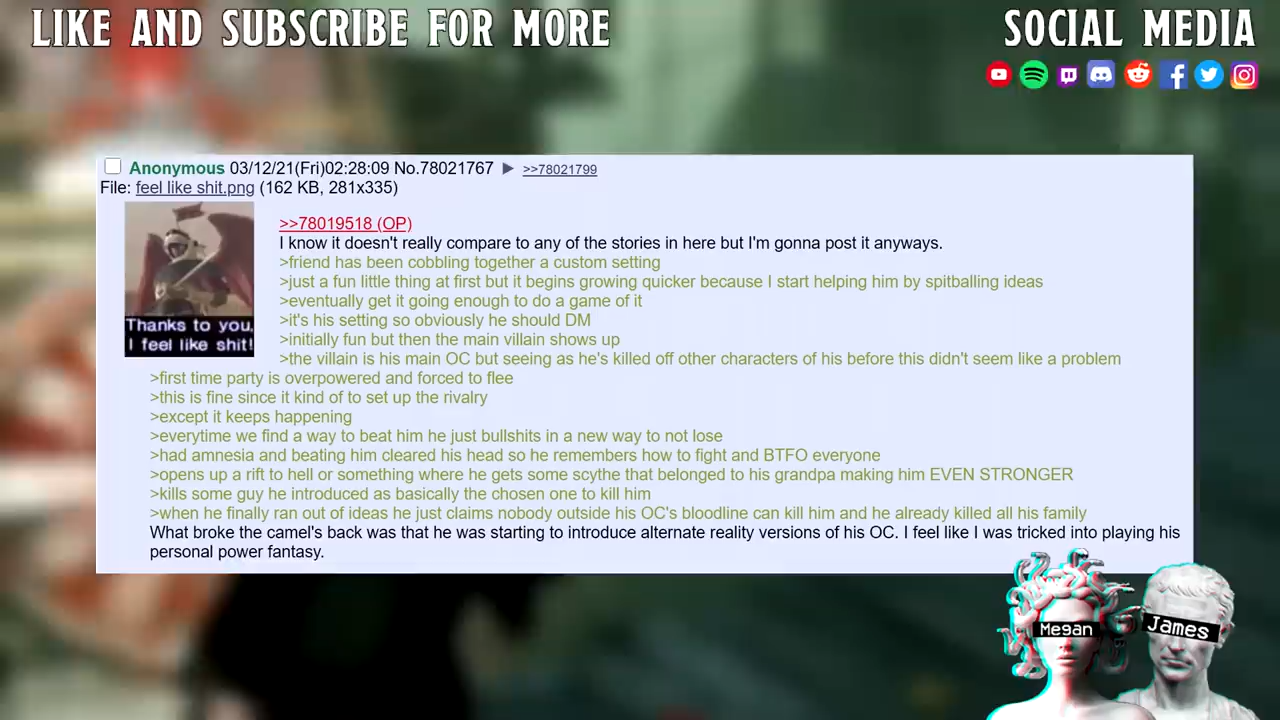 LIKE AND SUBSCRIBE FOR MORE
SOCIAL MEDIA
Anonymous 03/12/21(Fri)02:28:09 No.78021767 ▶ >>78021799
File: feel like shit.png (162 KB, 281x335)
Thanks to you,
I feel like shit!
>>78019518 (OP)
I know it doesn't really compare to any of the stories in here but I'm gonna post it anyways.
>friend has been cobbling together a custom setting
>just a fun little thing at first but it begins growing quicker because I start helping him by spitballing ideas
>eventually get it going enough to do a game of it
>it's his setting so obviously he should DM
>initially fun but then the main villain shows up
>the villain is his main OC but seeing as he's killed off other characters of his before this didn't seem like a problem
>first time party is overpowered and forced to flee
>this is fine since it kind of to set up the rivalry
>except it keeps happening
>everytime we find a way to beat him he just bullshits in a new way to not lose
>had amnesia and beating him cleared his head so he remembers how to fight and BTFO everyone
>opens up a rift to hell or something where he gets some scythe that belonged to his grandpa making him EVEN STRONGER
>kills some guy he introduced as basically the chosen one to kill him
>when he finally ran out of ideas he just claims nobody outside his OC's bloodline can kill him and he already killed all his family
What broke the camel's back was that he was starting to introduce alternate reality versions of his OC. I feel like I was tricked into playing his
personal power fantasy.
Megan
James